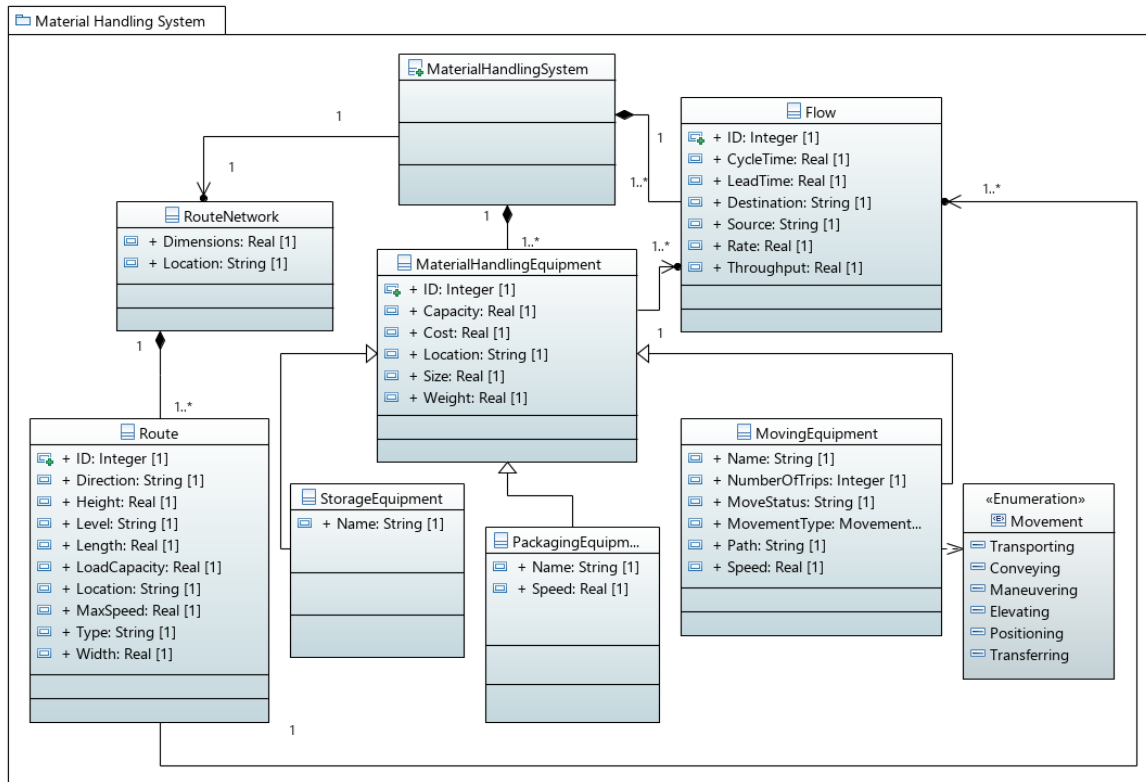 Material Handling System
MaterialHandlingSystem
1
1
1
1..*
1
1..*
Flow
+ ID: Integer [1]
+ CycleTime: Real [1]
+ LeadTime: Real [1]
+ Destination: String [1]
+ Source: String [1]
+ Rate: Real [1]
+ Throughput: Real [1]
1..*
RouteNetwork
+ Dimensions: Real [1]
+ Location: String [1]
1
1..*
MaterialHandlingEquipment
+ ID: Integer [1]
+ Capacity: Real [1]
+ Cost: Real [1]
+ Location: String [1]
+ Size: Real [1]
+ Weight: Real [1]
1..*
1
Route
+ ID: Integer [1]
+ Direction: String [1]
+ Height: Real [1]
+ Level: String [1]
+ Length: Real [1]
+ LoadCapacity: Real [1]
+ Location: String [1]
+ MaxSpeed: Real [1]
+ Type: String [1]
+ Width: Real [1]
1
StorageEquipment
+ Name: String [1]
PackagingEquipm...
+ Name: String [1]
+ Speed: Real [1]
MovingEquipment
+ Name: String [1]
+ NumberOfTrips: Integer [1]
+ MoveStatus: String [1]
+ MovementType: Movement...
+ Path: String [1]
+ Speed: Real [1]
«Enumeration»
Movement
Transporting
Conveying
Maneuvering
Elevating
Positioning
Transferring